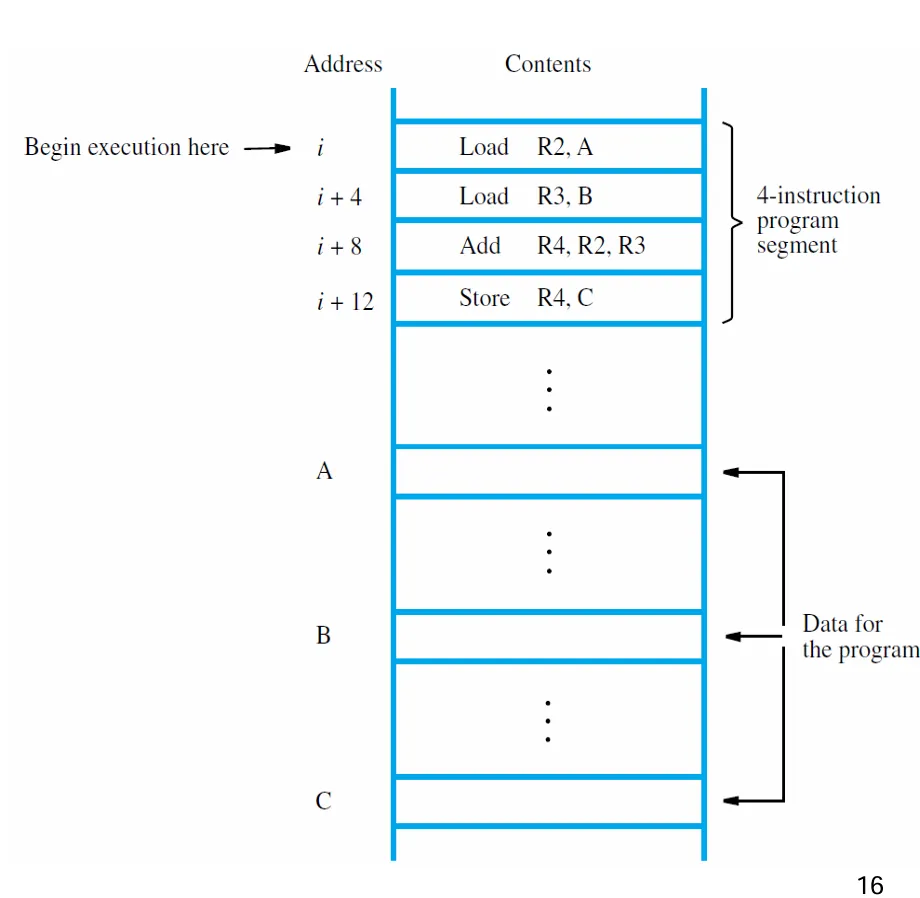 Address Contents
Begin execution here i Load R2, A
i + 4 Load R3, B
i + 8 Add R4, R2, R3
i + 12 Store R4, C
4-instruction
program
segment
A
B
C
Data for
the program
16